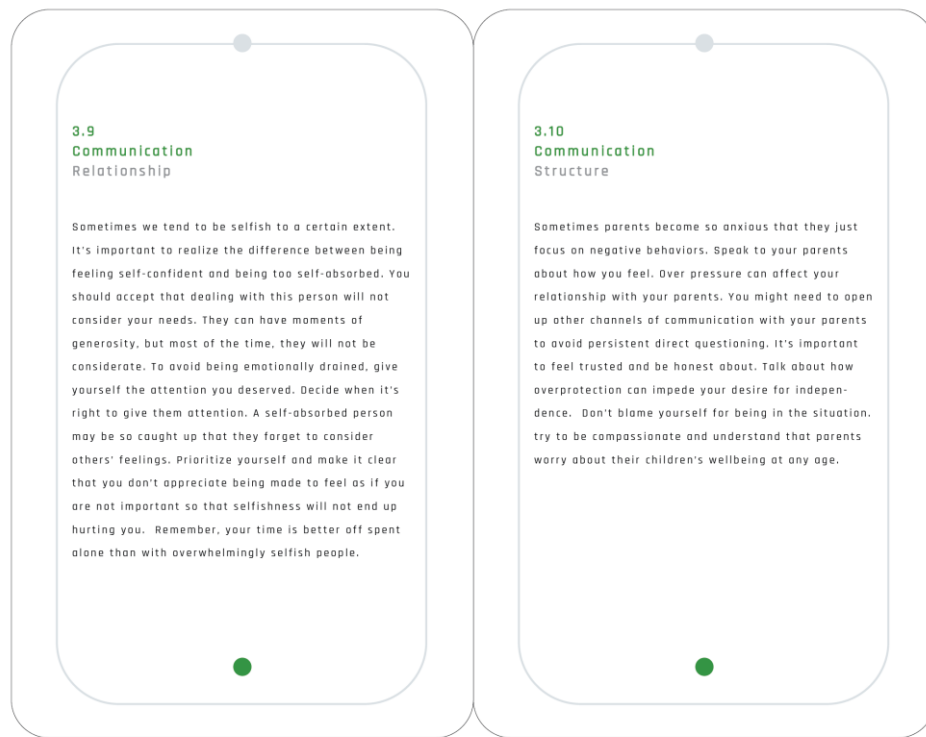 3.9
Communication
Relationship
Sometimes we tend to be selfish to a certain extent.
It's important to realize the difference between being
feeling self-confident and being too self-absorbed. You
should accept that dealing with this person will not
consider your needs. They can have moments of
generosity, but most of the time, they will not be
considerate. To avoid being emotionally drained, give
yourself the attention you deserved. Decide when it's
right to give them attention. A self-absorbed person
may be so caught up that they forget to consider
others' feelings. Prioritize yourself and make it clear
that you don't appreciate being made to feel as if you
are not important so that selfishness will not end up
hurting you.  Remember, your time is better off spent
alone than with overwhelmingly selfish people.
3.10
Communication
Structure
Sometimes parents become so anxious that they just
focus on negative behaviors. Speak to your parents
about how you feel. Over pressure can affect your
relationship with your parents. You might need to open
up other channels of communication with your parents
to avoid persistent direct questioning. It's important
to feel trusted and be honest about. Talk about how
overprotection can impede your desire for indepen-
dence.  Don't blame yourself for being in the situation.
try to be compassionate and understand that parents
worry about their children's wellbeing at any age.